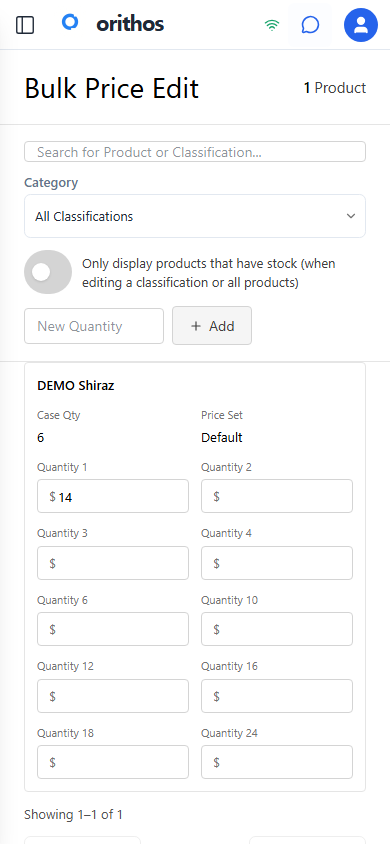 orithos
Bulk Price Edit
1 Product
Search for Product or Classification...
Category
All Classifications
Only display products that have stock (when
editing a classification or all products)
New Quantity
+ Add
DEMO Shiraz
Case Qty
Price Set
6
Default
Quantity 1
Quantity 2
$ 14
$
Quantity 3
Quantity 4
$
$
Quantity 6
Quantity 10
$
$
Quantity 12
Quantity 16
$
$
Quantity 18
Quantity 24
$
$
Showing 1–1 of 1